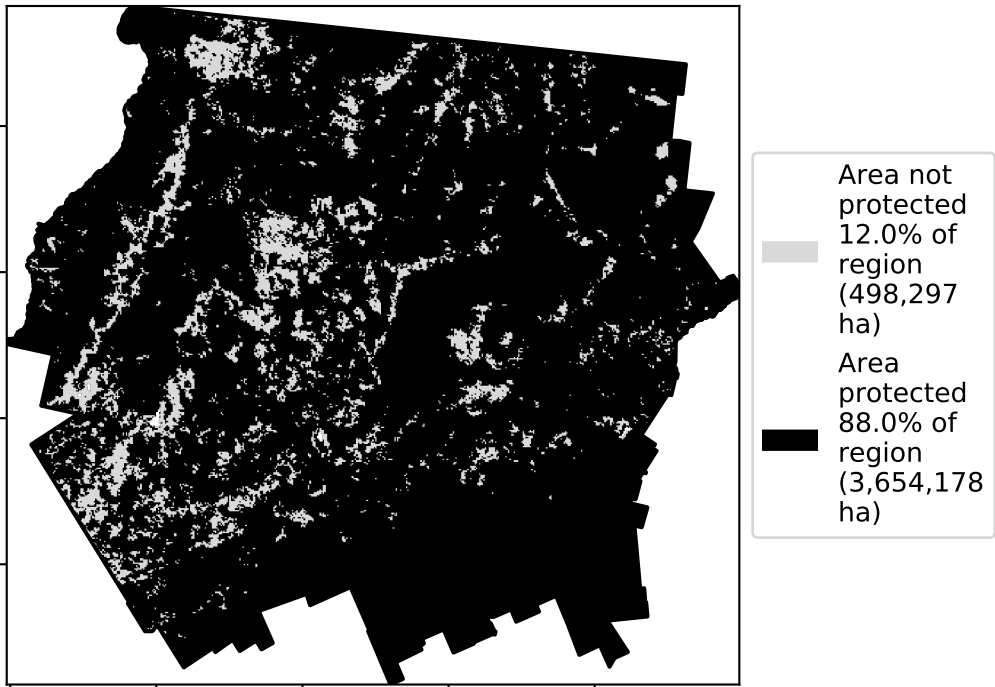 Area not
protected
12.0% of
region
(498,297
ha)
Area
protected
88.0% of
region
(3,654,178
ha)